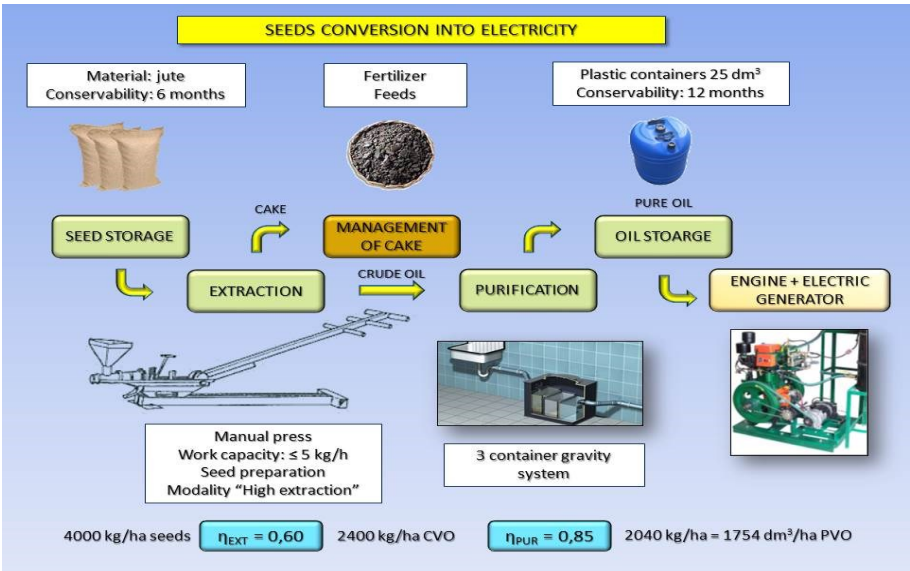 SEEDS CONVERSION INTO ELECTRICITY
Material: jute
Conservability: 6 months
Fertilizer
Feeds
Plastic containers 25 dm³
Conservability: 12 months
SEED STORAGE
CAKE
MANAGEMENT
OF CAKE
PURE OIL
OIL STOARGE
EXTRACTION
CRUDE OIL
PURIFICATION
ENGINE + ELECTRIC
GENERATOR
Manual press
Work capacity: ≤ 5 kg/h
Seed preparation
Modality “High extraction”
3 container gravity
system
4000 kg/ha seeds
ηEXT = 0,60
2400 kg/ha CVO
ηPUR = 0,85
2040 kg/ha = 1754 dm³/ha PVO